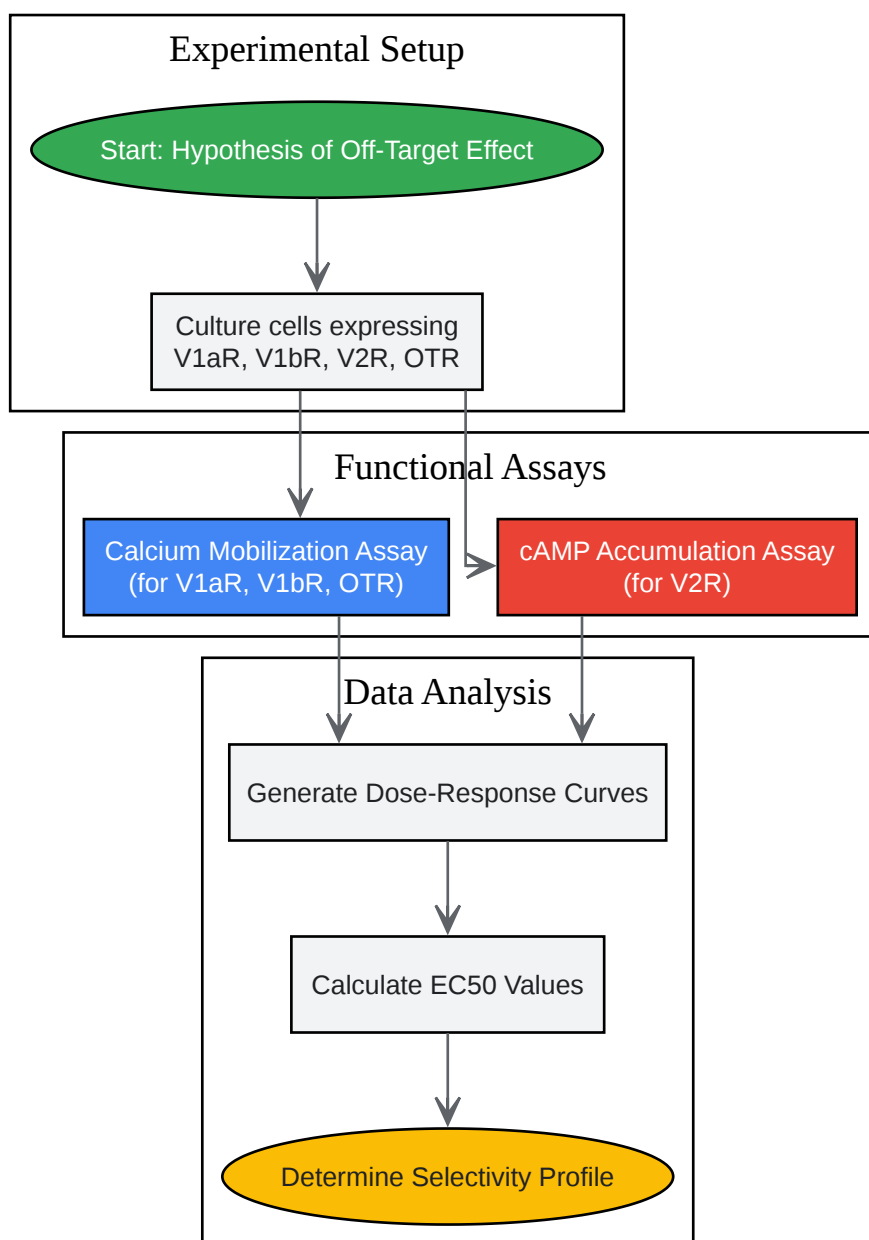 Experimental Setup
Start: Hypothesis of Off-Target Effect
Culture cells expressing
V1aR, V1bR, V2R, OTR
Functional Assays
Calcium Mobilization Assay
(for V1aR, V1bR, OTR)
cAMP Accumulation Assay
(for V2R)
Data Analysis
Generate Dose-Response Curves
Calculate EC50 Values
Determine Selectivity Profile